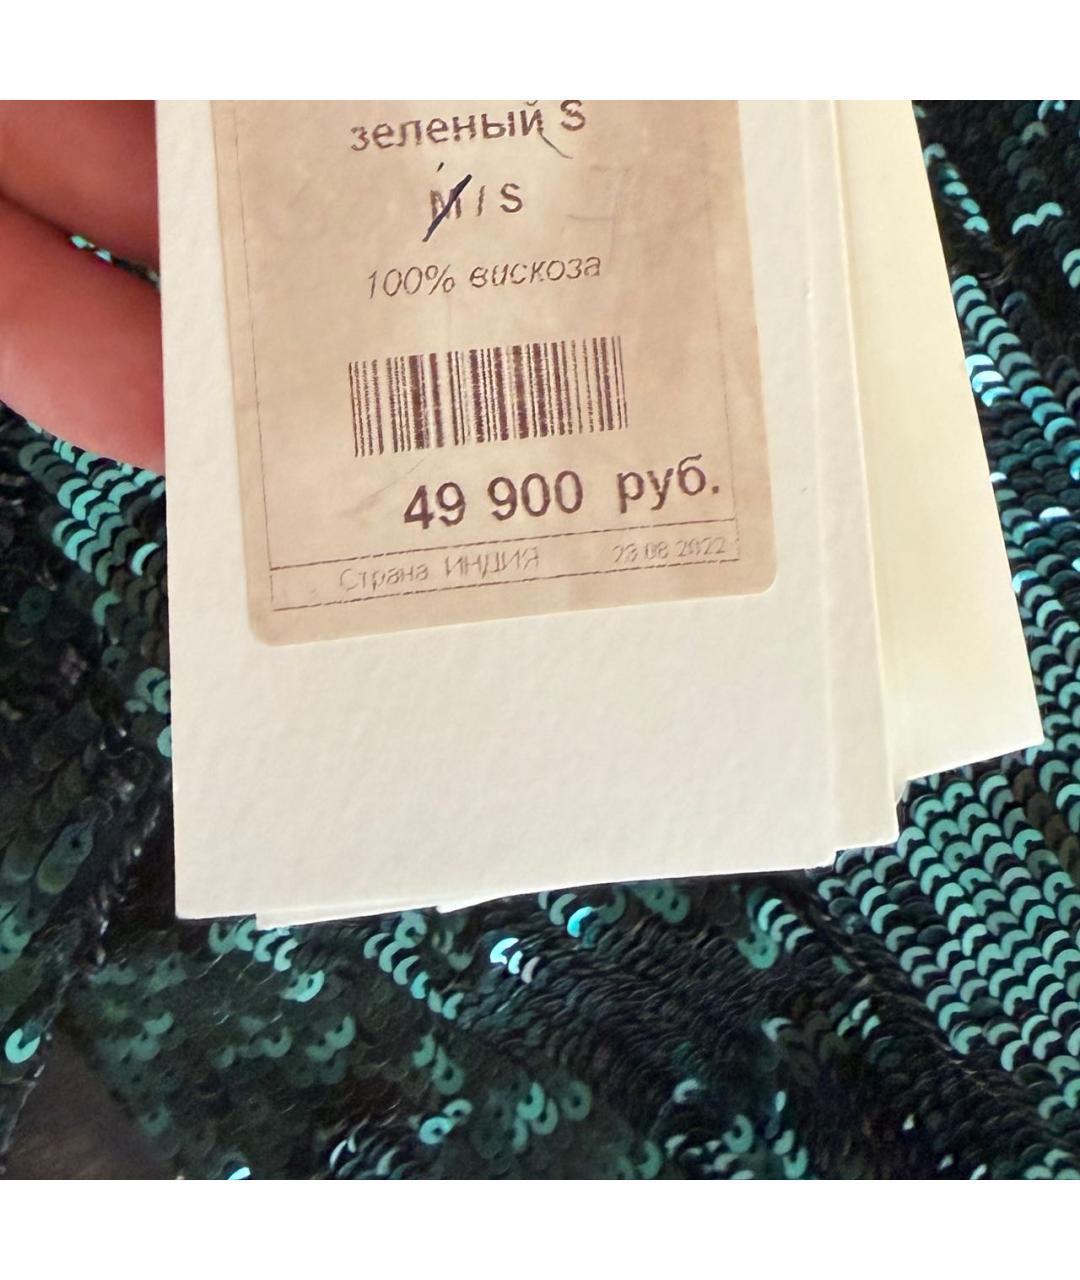 зеленый S
M / S
100% вискоза
49 900 руб.
Страна ИНДИЯ 23.08.2022